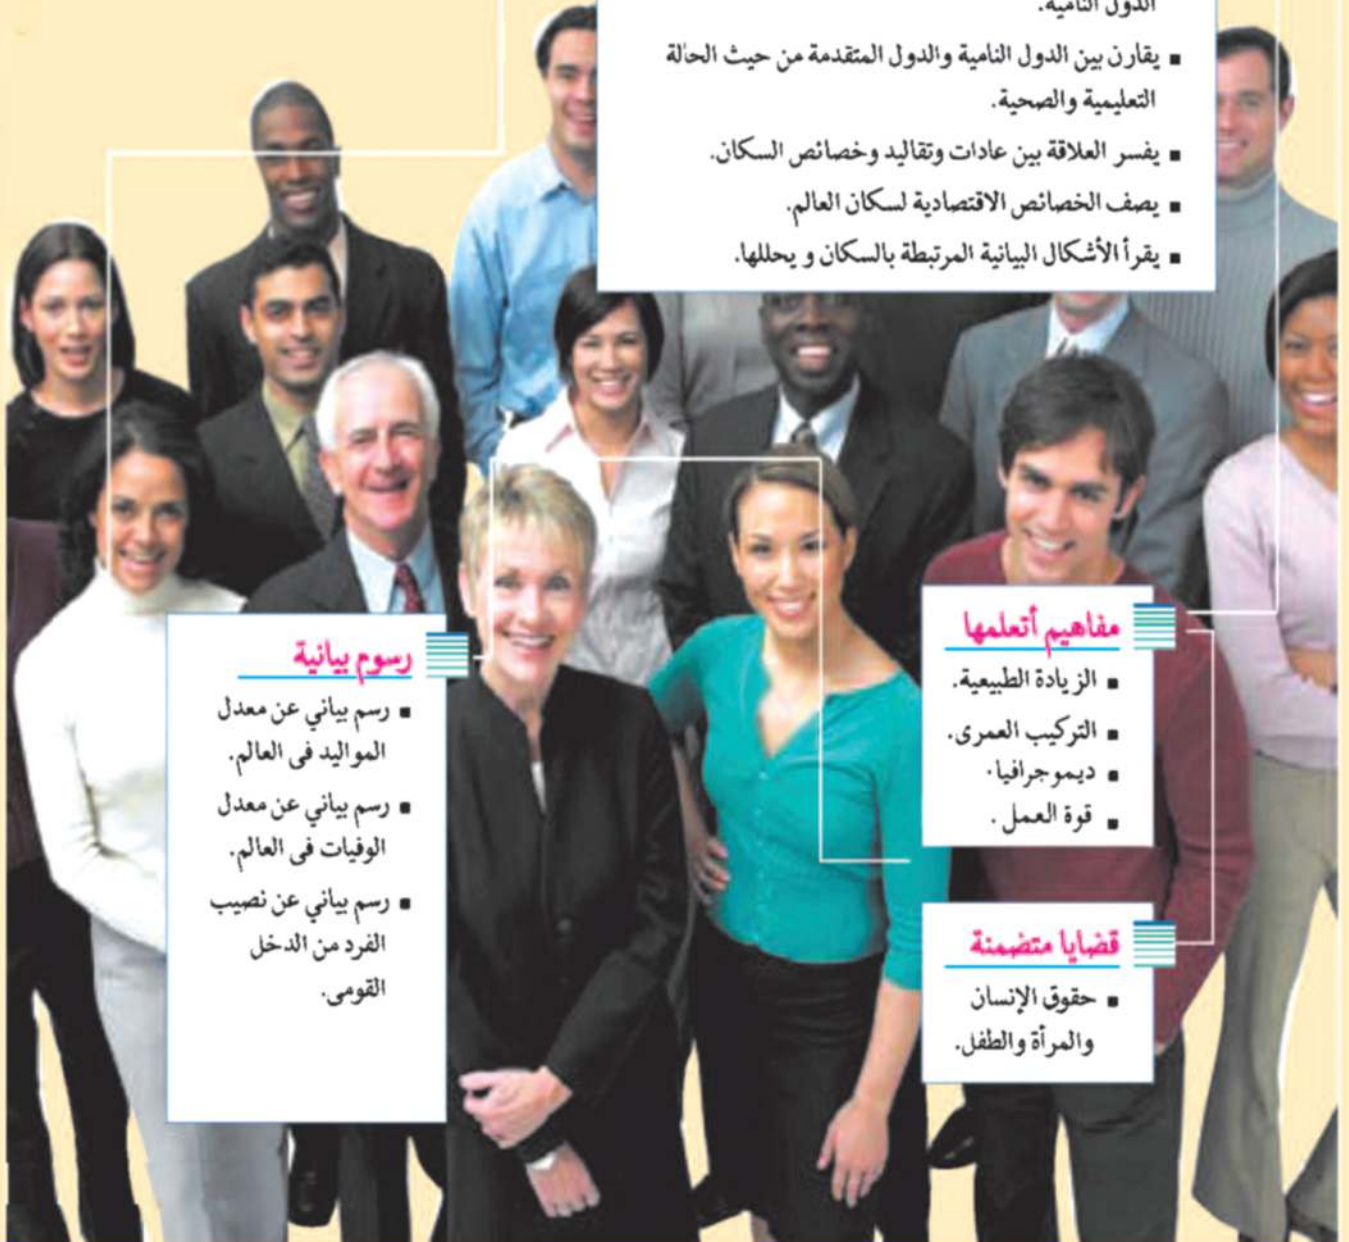 الدول النامية.
▪ يقارن بين الدول النامية والدول المتقدمة من حيث الحالة
التعليمية والصحية.
▪ يفسر العلاقة بين عادات وتقاليد وخصائص السكان.
▪ يصف الخصائص الاقتصادية لسكان العالم.
▪ يقرأ الأشكال البيانية المرتبطة بالسكان و يحللها.
مفاهيم أتعلمها
▪ الزيادة الطبيعية.
▪ التركيب العمرى.
▪ ديموجرافيا.
▪ قوة العمل .
قضايا متضمنة
▪ حقوق الإنسان
والمرأة والطفل.
رسوم بيانية
▪ رسم بياني عن معدل
المواليد فى العالم.
▪ رسم بياني عن معدل
الوفيات فى العالم.
▪ رسم بياني عن نصيب
الفرد من الدخل
القومى.